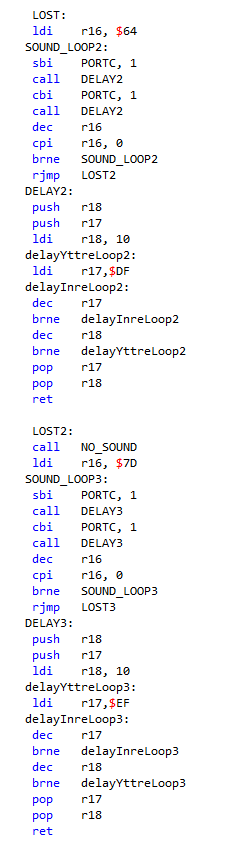 LOST:
ldi r16, $64
SOUND_LOOP2:
sbi PORTC, 1
call DELAY2
cbi PORTC, 1
call DELAY2
dec r16
cpi r16, 0
brne SOUND_LOOP2
rjmp LOST2
DELAY2:
push r18
push r17
ldi r18, 10
delayYttreLoop2:
ldi r17,$DF
delayInreLoop2:
dec r17
brne delayInreLoop2
dec r18
brne delayYttreLoop2
pop r17
pop r18
ret
LOST2:
call NO_SOUND
ldi r16, $7D
SOUND_LOOP3:
sbi PORTC, 1
call DELAY3
cbi PORTC, 1
call DELAY3
dec r16
cpi r16, 0
brne SOUND_LOOP3
rjmp LOST3
DELAY3:
push r18
push r17
ldi r18, 10
delayYttreLoop3:
ldi r17,$EF
delayInreLoop3:
dec r17
brne delayInreLoop3
dec r18
brne delayYttreLoop3
pop r17
pop r18
ret